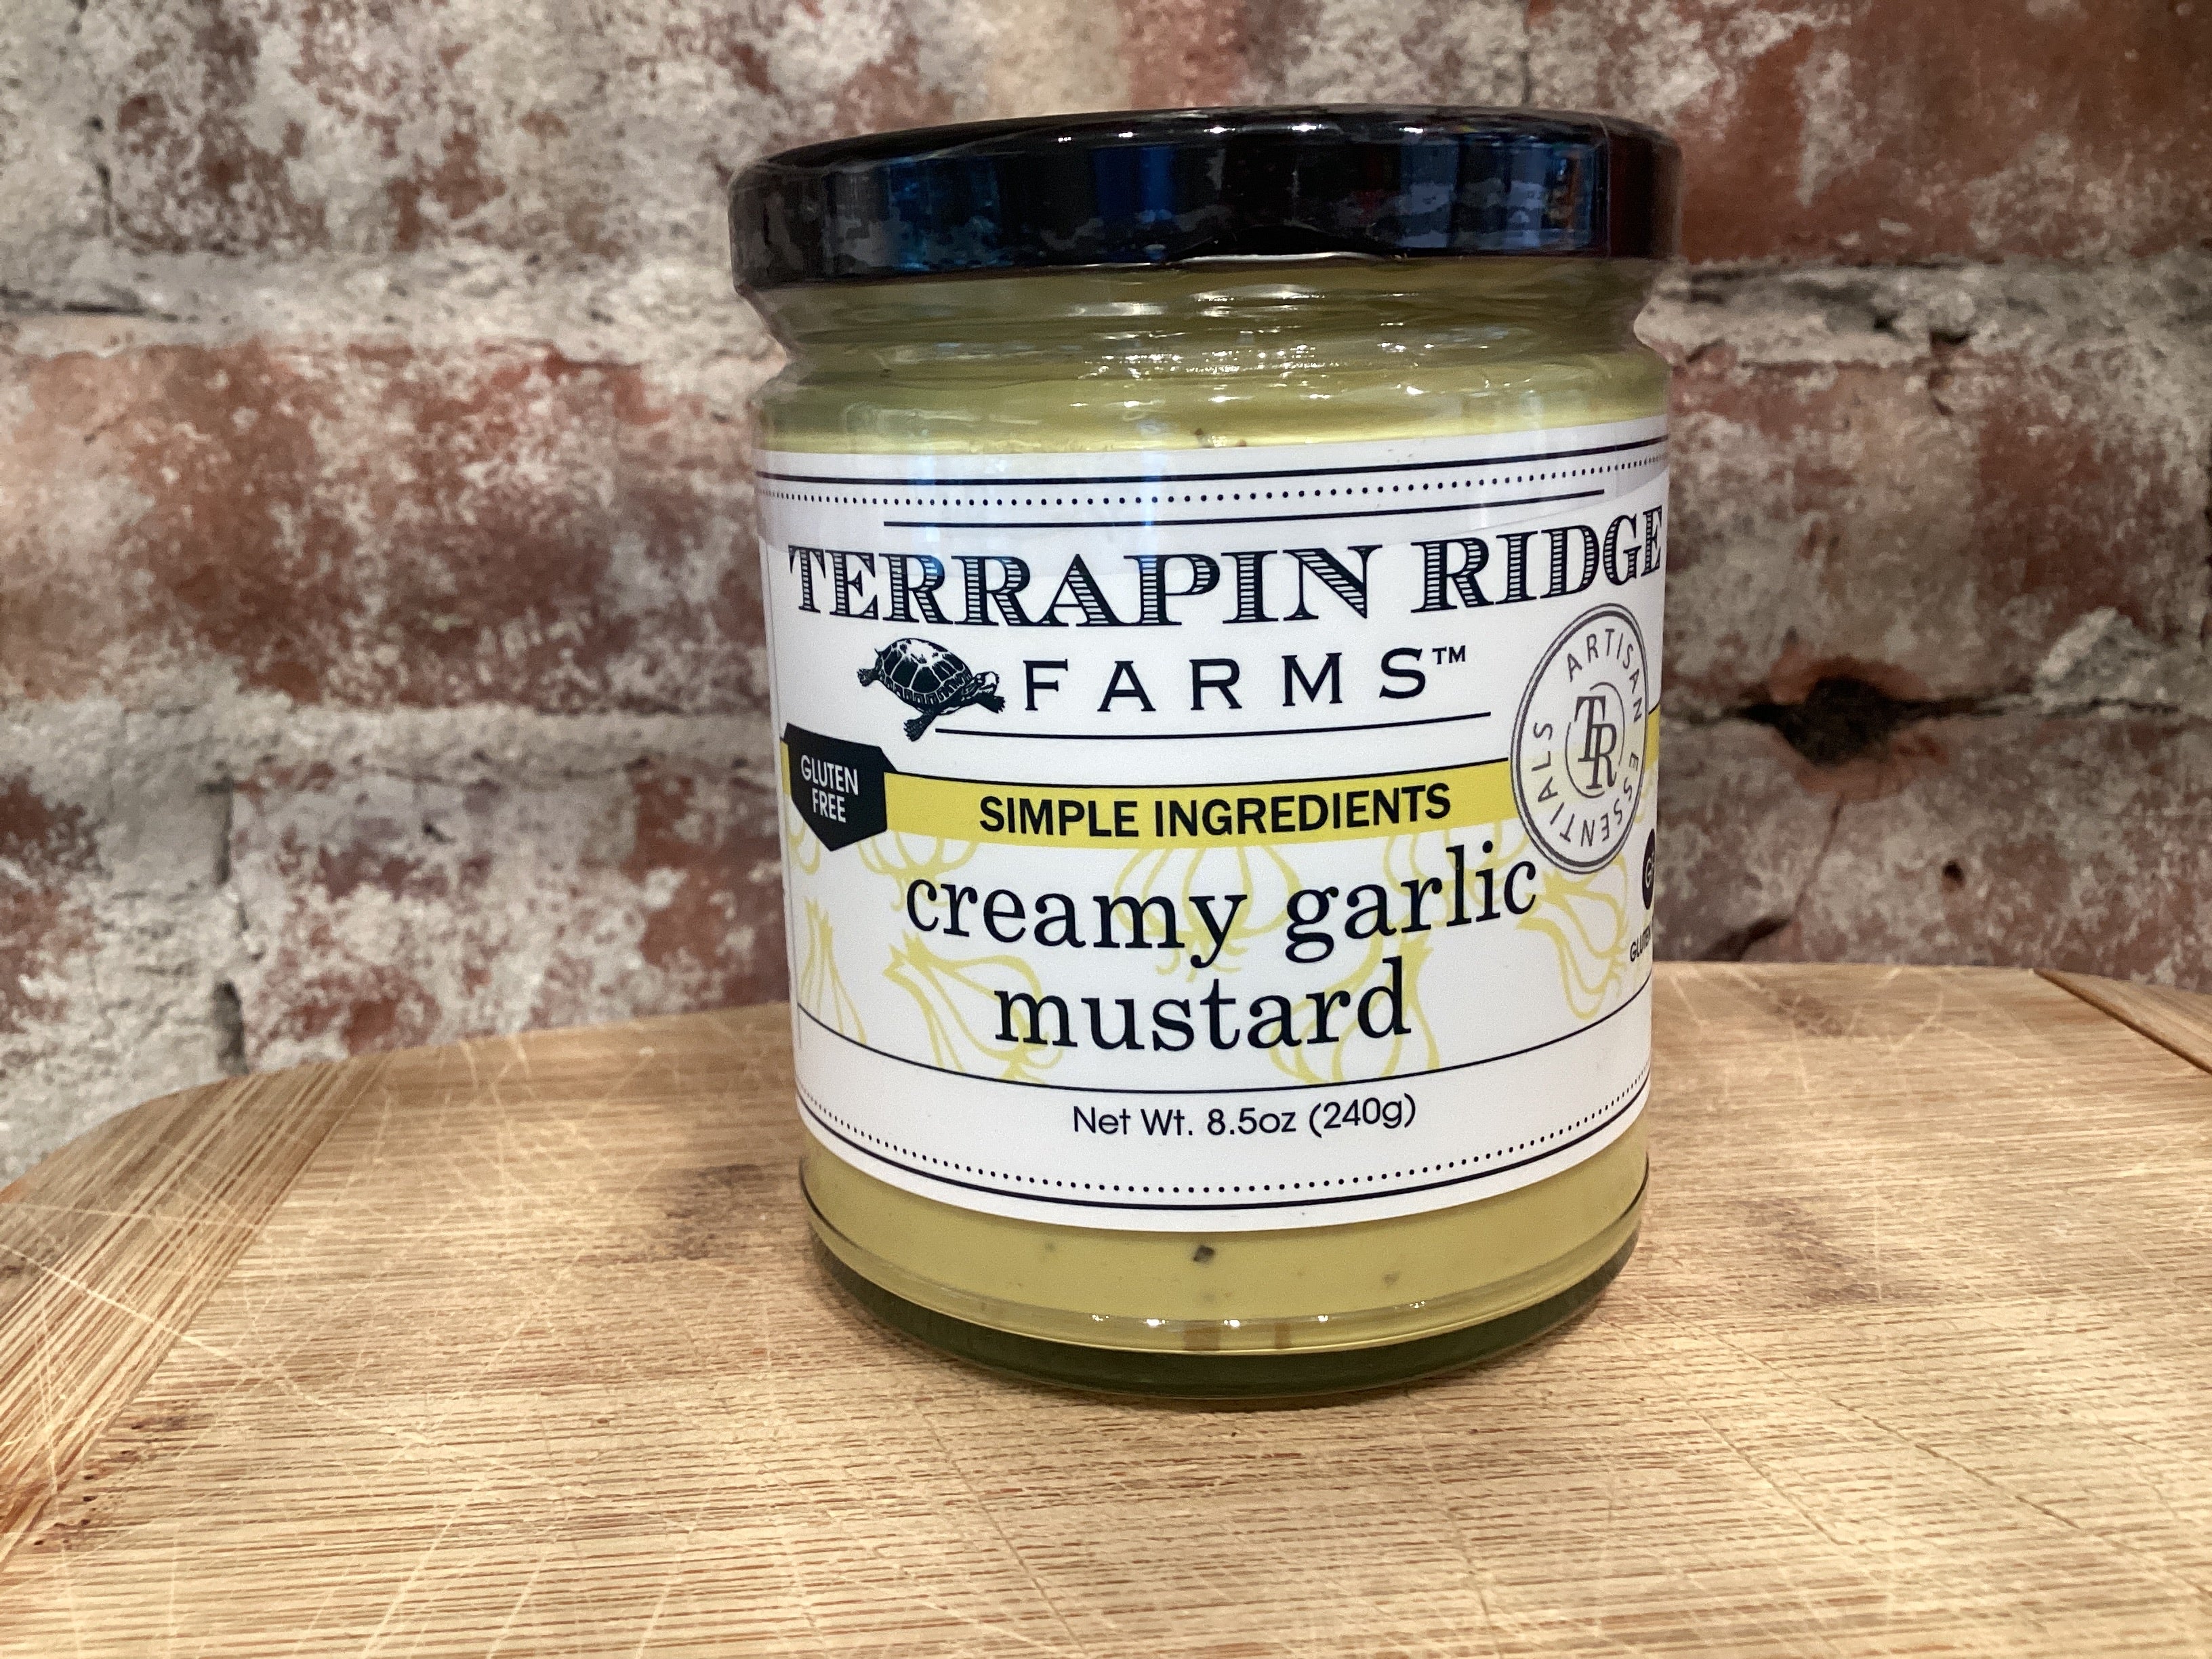 TERRAPIN RIDGE
FARMS™
ARTISAN ESSENTIALS
TR
GLUTEN
FREE
SIMPLE INGREDIENTS
creamy garlic
mustard
Net Wt. 8.5oz (240g)